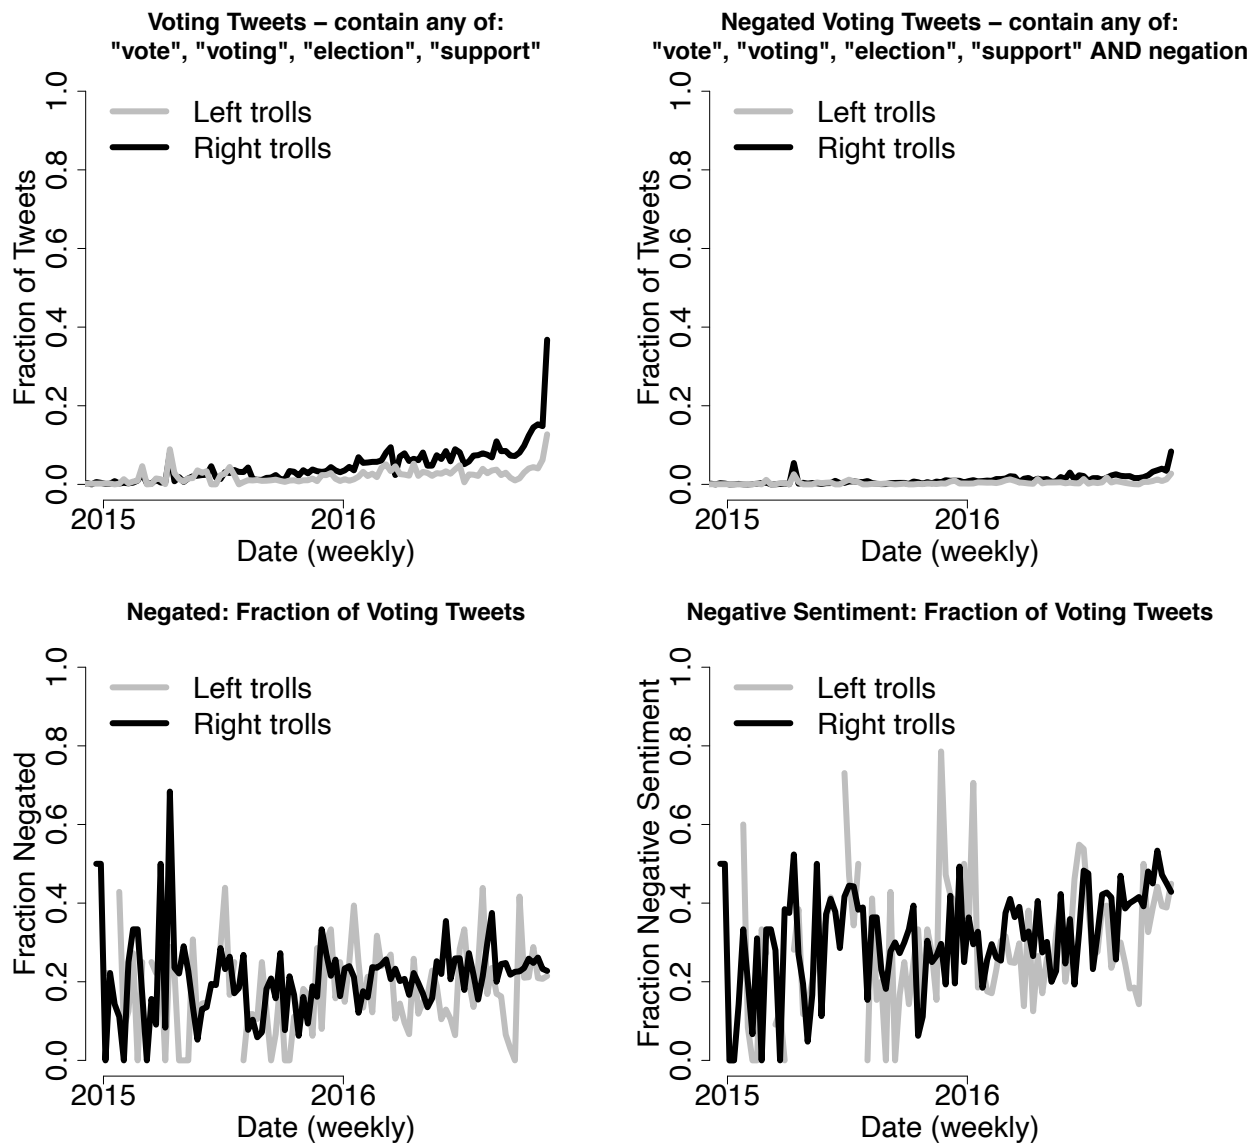 Voting Tweets – contain any of:
"vote", "voting", "election", "support"
1.0
0.8
0.6
0.4
0.2
0.0
Fraction of Tweets
Left trolls
Right trolls
2015
2016
Date (weekly)
Negated Voting Tweets – contain any of:
"vote", "voting", "election", "support" AND negation
1.0
0.8
0.6
0.4
0.2
0.0
Fraction of Tweets
Left trolls
Right trolls
2015
2016
Date (weekly)
Negated: Fraction of Voting Tweets
1.0
0.8
0.6
0.4
0.2
0.0
Fraction Negated
Left trolls
Right trolls
2015
2016
Date (weekly)
Negative Sentiment: Fraction of Voting Tweets
1.0
0.8
0.6
0.4
0.2
0.0
Fraction Negative Sentiment
Left trolls
Right trolls
2015
2016
Date (weekly)